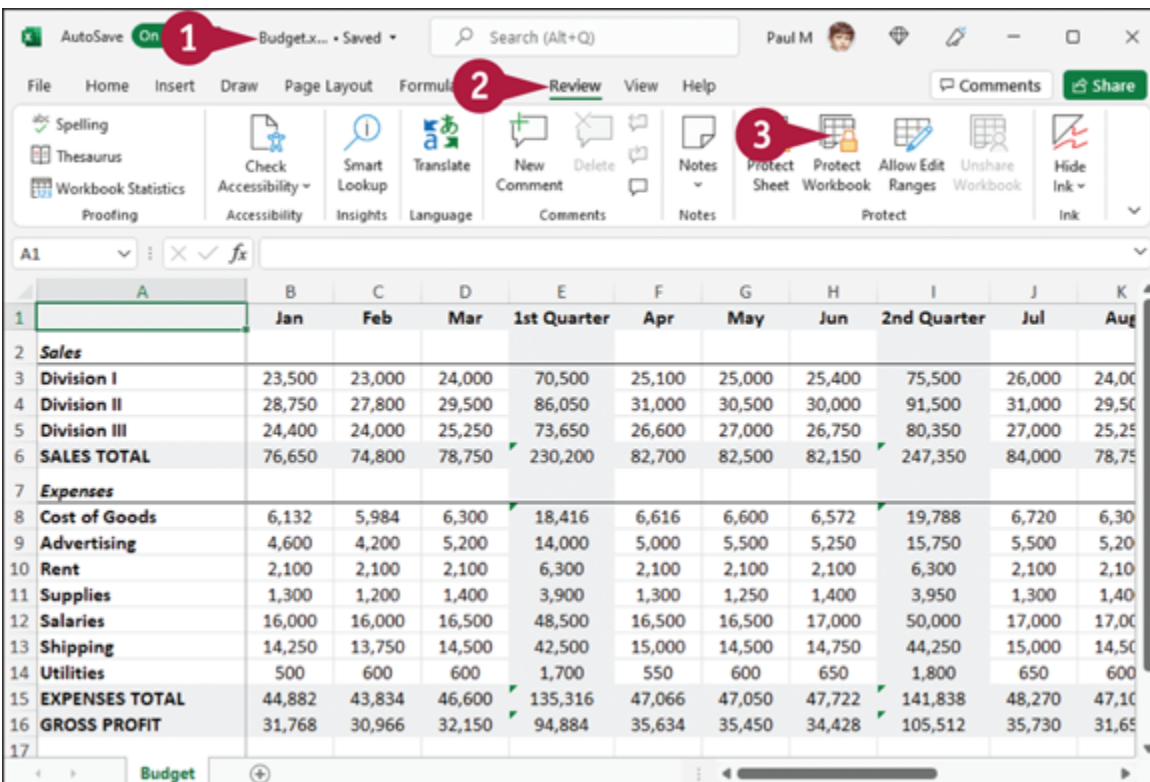 AutoSave On 1 Budget.x... • Saved Search (Alt+Q) Paul M
File Home Insert Draw Page Layout 2 Review View Help Comments Share
Spelling
Thesaurus
Workbook Statistics
Proofing
Check
Accessibility
Accessibility
Smart
Lookup
Insights
Translate
Language
New
Comment
Delete
Comments
Notes
Notes
3
Protect
Sheet
Protect
Workbook
Allow Edit
Ranges
Unshare
Workbook
Protect
Hide
Ink
Ink
A1 fx
A B C D E F G H I J K
1 Jan Feb Mar 1st Quarter Apr May Jun 2nd Quarter Jul
2 Sales
3 Division I 23,500 23,000 24,000 70,500 25,100 25,000 25,400 75,500 26,000
4 Division II 28,750 27,800 29,500 86,050 31,000 30,500 30,000 91,500 31,000
5 Division III 24,400 24,000 25,250 73,650 26,600 27,000 26,750 80,350 27,000
6 SALES TOTAL 76,650 74,800 78,750 230,200 82,700 82,500 82,150 247,350 84,000
7 Expenses
8 Cost of Goods 6,132 5,984 6,300 18,416 6,616 6,600 6,572 19,788 6,720
9 Advertising 4,600 4,200 5,200 14,000 5,000 5,500 5,250 15,750 5,500
10 Rent 2,100 2,100 2,100 6,300 2,100 2,100 2,100 6,300 2,100
11 Supplies 1,300 1,200 1,400 3,900 1,300 1,250 1,400 3,950 1,300
12 Salaries 16,000 16,000 16,500 48,500 16,500 16,500 17,000 50,000 17,000
13 Shipping 14,250 13,750 14,500 42,500 15,000 14,500 14,750 44,250 15,000
14 Utilities 500 600 600 1,700 550 600 650 1,800 650 600
15 EXPENSES TOTAL 44,882 43,834 46,600 135,316 47,066 47,050 47,722 141,838 48,270
16 GROSS PROFIT 31,768 30,966 32,150 94,884 35,634 35,450 34,428 105,512 35,730
17
Budget